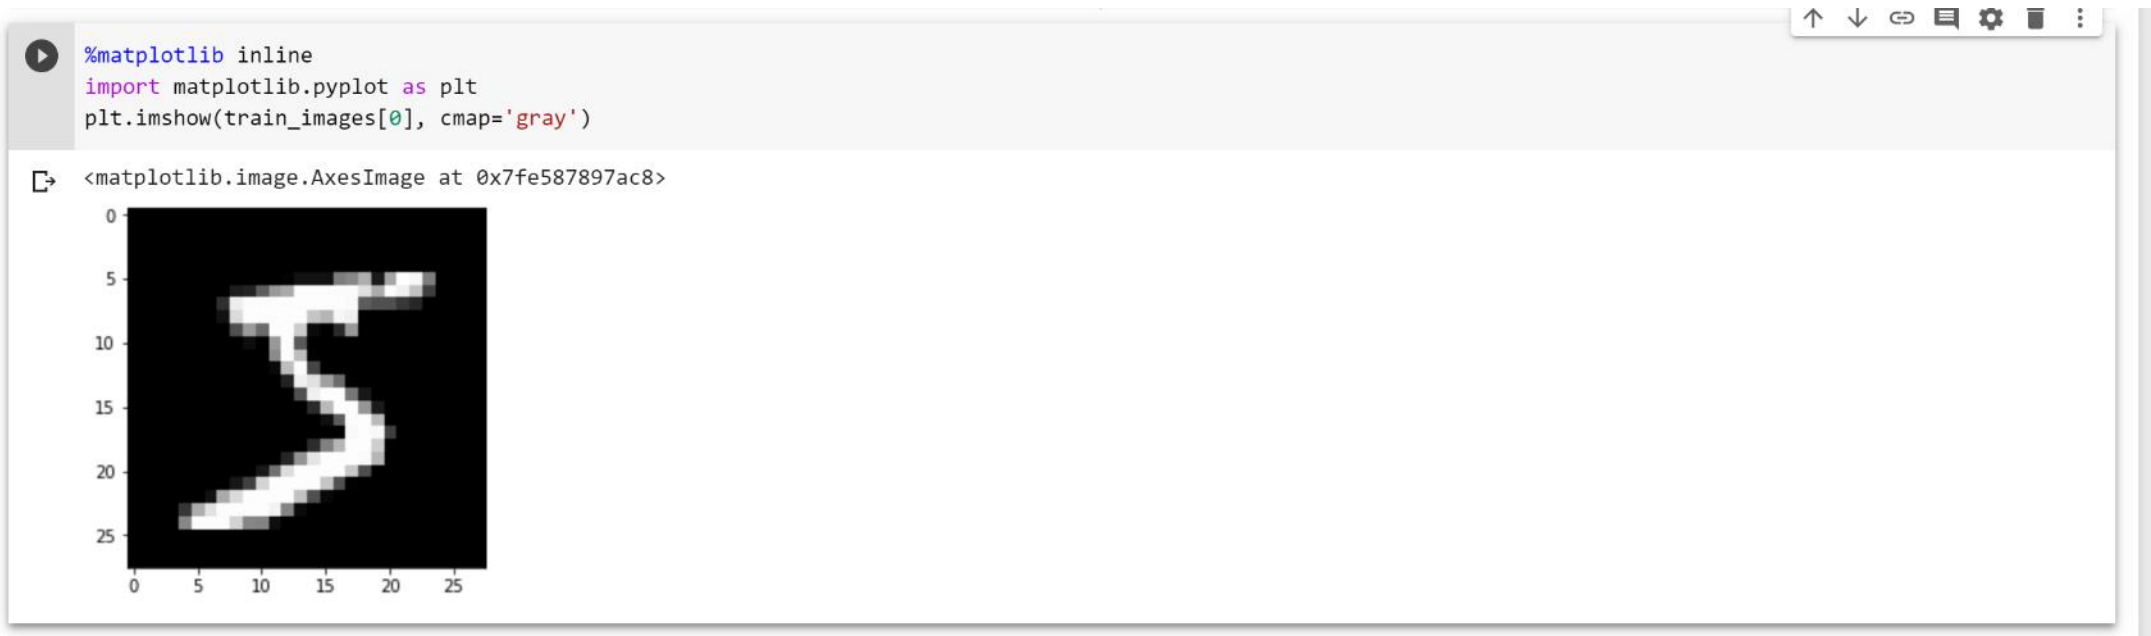 %matplotlib inline
import matplotlib.pyplot as plt
plt.imshow(train_images[0], cmap='gray')
<matplotlib.image.AxesImage at 0x7fe587897ac8>
0
5
10
15
20
25
0 5 10 15 20 25